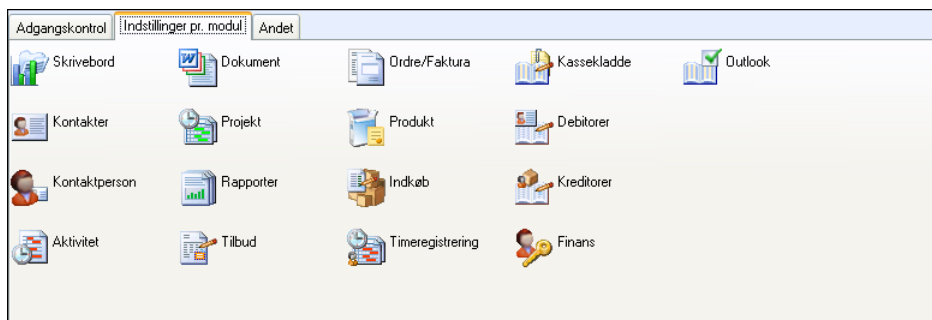 Adgangskontrol
Indstillinger pr. modul
Andet
Skrivebord
Dokument
Ordre/Faktura
Kassekladde
Outlook
Kontakter
Projekt
Produkt
Debitorer
Kontaktperson
Rapporter
Indkøb
Kreditorer
Aktivitet
Tilbud
Timeregistrering
Finans